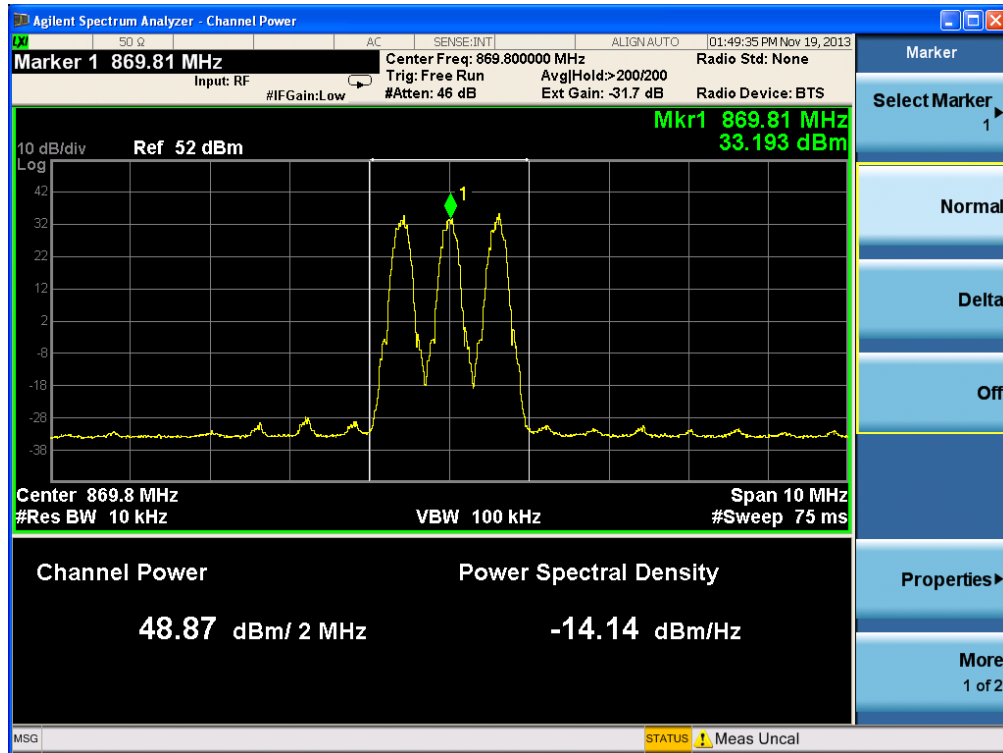 Agilent Spectrum Analyzer - Channel Power
LXI 50 Ω AC SENSE:INT ALIGN AUTO 01:49:35 PM Nov 19, 2013
Marker 1 869.81 MHz
Input: RF
#IFGain:Low
Center Freq: 869.800000 MHz
Trig: Free Run Avg|Hold:>200/200
#Atten: 46 dB Ext Gain: -31.7 dB
Radio Std: None
Radio Device: BTS
Mkr1 869.81 MHz
33.193 dBm
10 dB/div Ref 52 dBm
Log
42
32
22
12
2
-8
-18
-28
-38
1
Center 869.8 MHz Span 10 MHz
#Res BW 10 kHz VBW 100 kHz #Sweep 75 ms
Channel Power Power Spectral Density
48.87 dBm/ 2 MHz -14.14 dBm/Hz
Marker
Select Marker
1
Normal
Delta
Off
Properties
More
1 of 2
MSG STATUS Meas Uncal